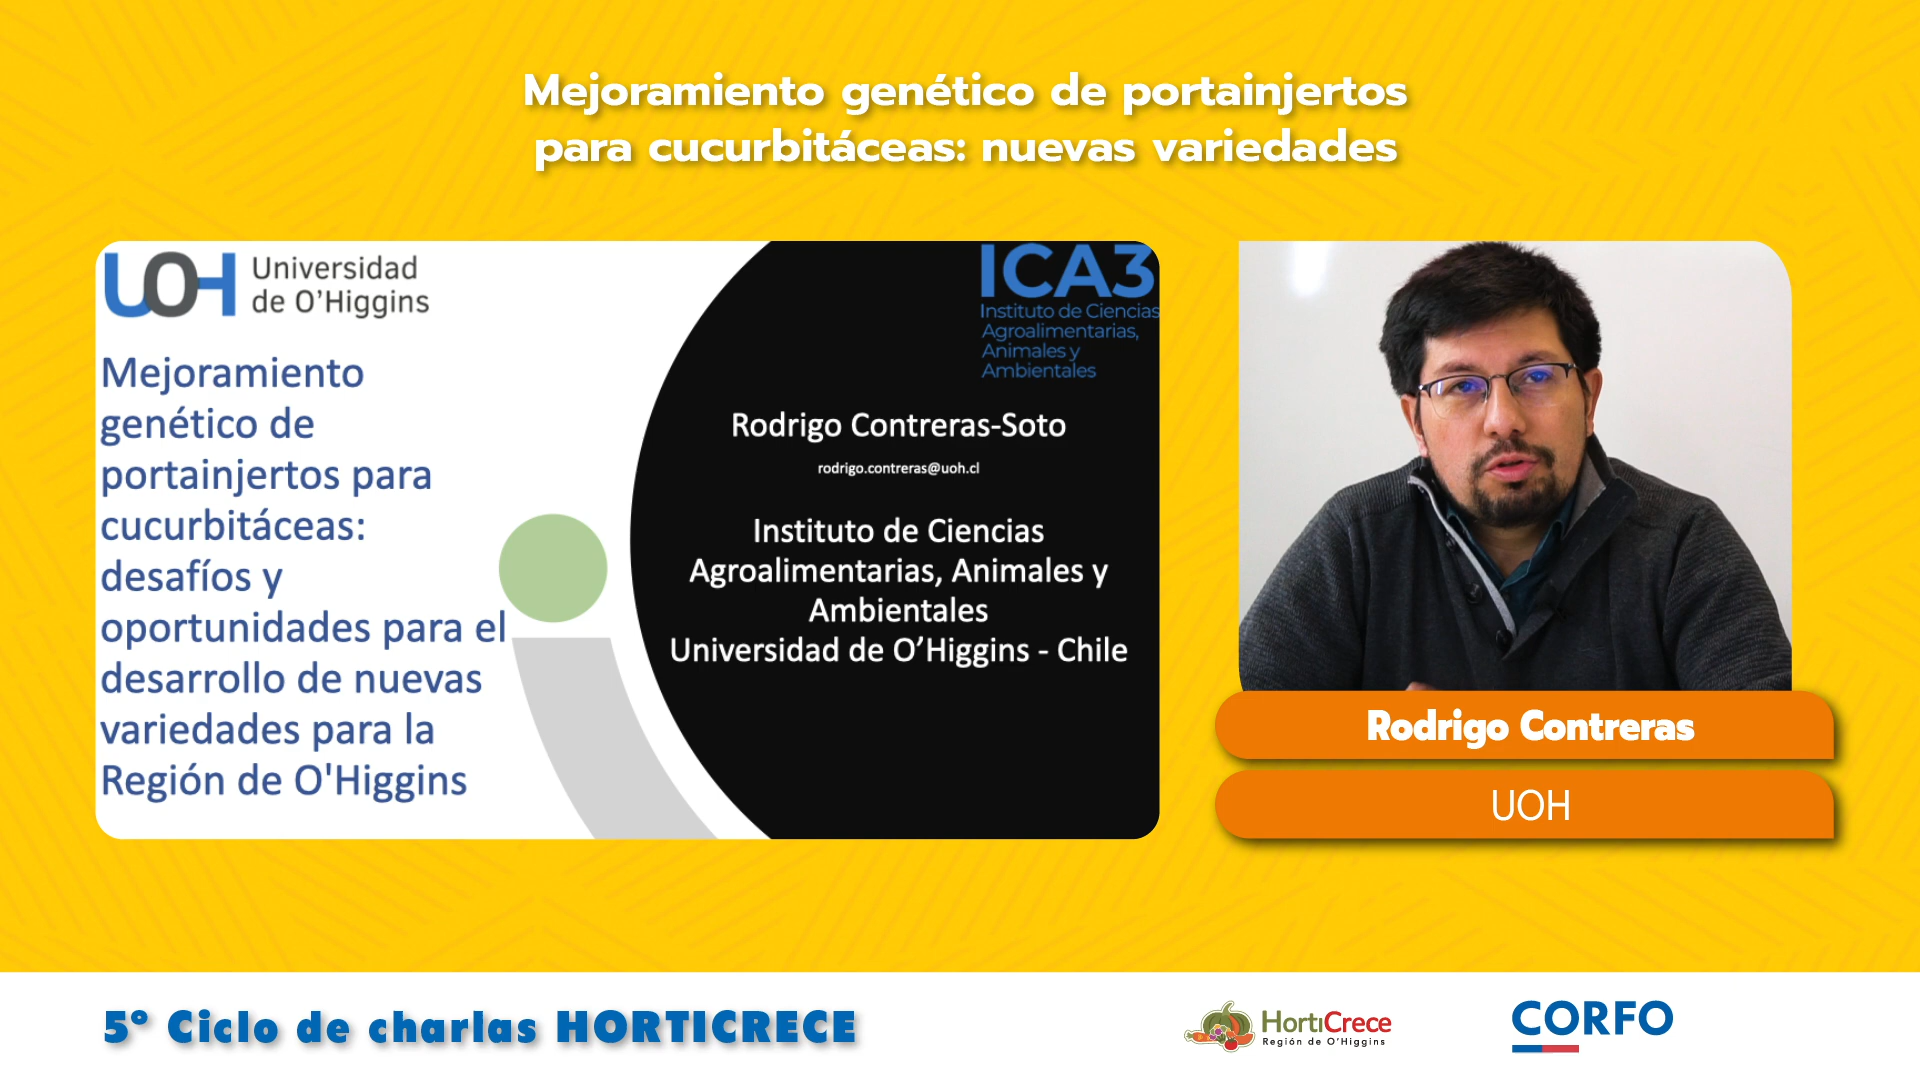 Mejoramiento genético de portainjertos
para cucurbitáceas: nuevas variedades
UOH Universidad
de O'Higgins
Mejoramiento
genético de
portainjertos para
cucurbitáceas:
desafíos y
oportunidades para el
desarrollo de nuevas
variedades para la
Región de O'Higgins
ICA3
Instituto de Ciencias
Agroalimentarias,
Animales y
Ambientales
Rodrigo Contreras-Soto
rodrigo.contreras@uoh.cl
Instituto de Ciencias
Agroalimentarias, Animales y
Ambientales
Universidad de O’Higgins - Chile
Rodrigo Contreras
UOH
5° Ciclo de charlas HORTICRECE
HortiCrece
Región de O'Higgins
CORFO